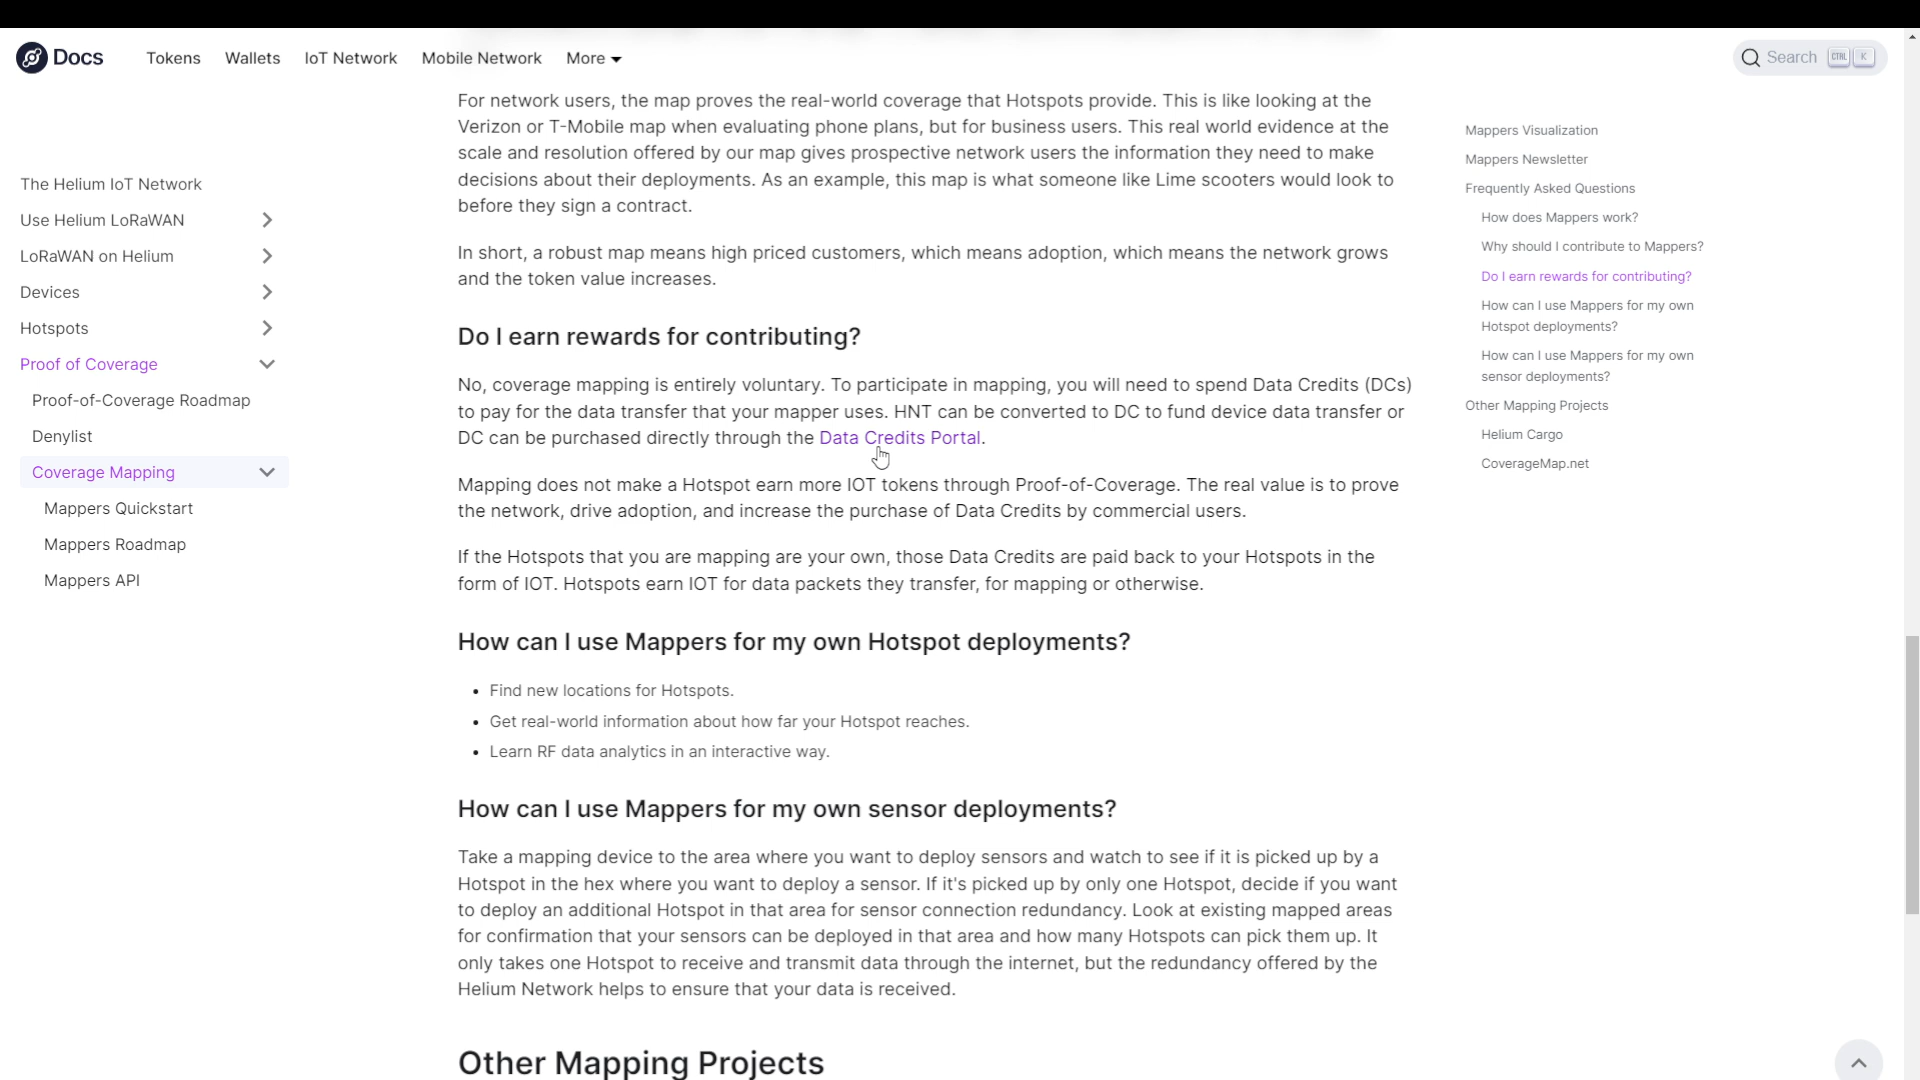 Docs
Tokens
Wallets
IoT Network
Mobile Network
More
Search
CTRL
K
The Helium IoT Network
Use Helium LoRaWAN
LoRaWAN on Helium
Devices
Hotspots
Proof of Coverage
Proof-of-Coverage Roadmap
Denylist
Coverage Mapping
Mappers Quickstart
Mappers Roadmap
Mappers API
For network users, the map proves the real-world coverage that Hotspots provide. This is like looking at the
Verizon or T-Mobile map when evaluating phone plans, but for business users. This real world evidence at the
scale and resolution offered by our map gives prospective network users the information they need to make
decisions about their deployments. As an example, this map is what someone like Lime scooters would look to
before they sign a contract.
In short, a robust map means high priced customers, which means adoption, which means the network grows
and the token value increases.
Do I earn rewards for contributing?
No, coverage mapping is entirely voluntary. To participate in mapping, you will need to spend Data Credits (DCs)
to pay for the data transfer that your mapper uses. HNT can be converted to DC to fund device data transfer or
DC can be purchased directly through the Data Credits Portal.
Mapping does not make a Hotspot earn more IOT tokens through Proof-of-Coverage. The real value is to prove
the network, drive adoption, and increase the purchase of Data Credits by commercial users.
If the Hotspots that you are mapping are your own, those Data Credits are paid back to your Hotspots in the
form of IOT. Hotspots earn IOT for data packets they transfer, for mapping or otherwise.
How can I use Mappers for my own Hotspot deployments?
• Find new locations for Hotspots.
• Get real-world information about how far your Hotspot reaches.
• Learn RF data analytics in an interactive way.
How can I use Mappers for my own sensor deployments?
Take a mapping device to the area where you want to deploy sensors and watch to see if it is picked up by a
Hotspot in the hex where you want to deploy a sensor. If it's picked up by only one Hotspot, decide if you want
to deploy an additional Hotspot in that area for sensor connection redundancy. Look at existing mapped areas
for confirmation that your sensors can be deployed in that area and how many Hotspots can pick them up. It
only takes one Hotspot to receive and transmit data through the internet, but the redundancy offered by the
Helium Network helps to ensure that your data is received.
Other Mapping Projects
Mappers Visualization
Mappers Newsletter
Frequently Asked Questions
How does Mappers work?
Why should I contribute to Mappers?
Do I earn rewards for contributing?
How can I use Mappers for my own
Hotspot deployments?
How can I use Mappers for my own
sensor deployments?
Other Mapping Projects
Helium Cargo
CoverageMap.net